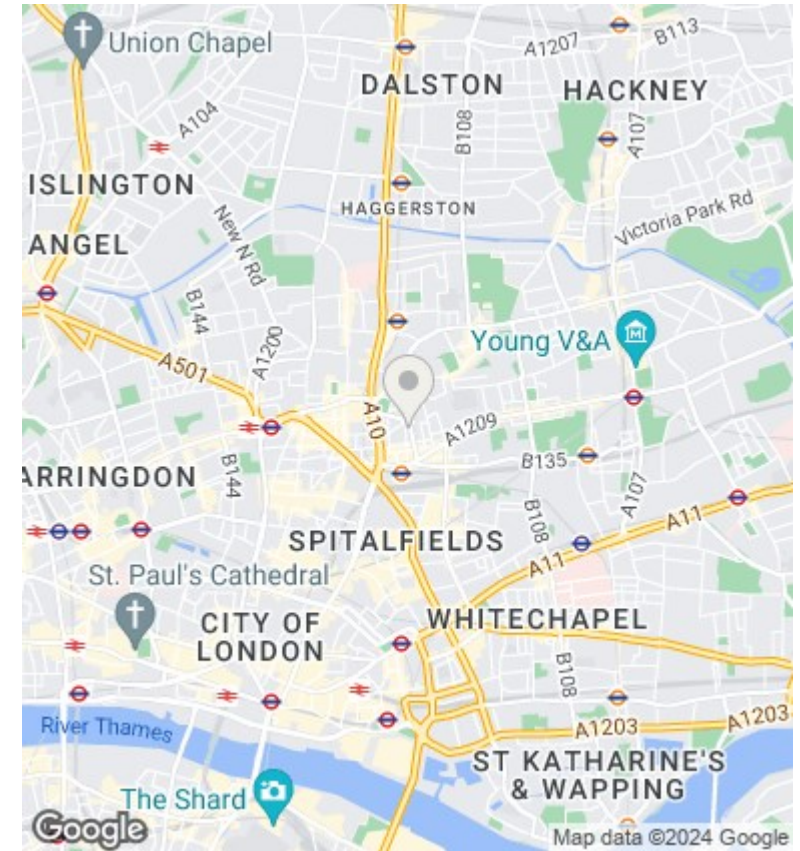 Union Chapel
A1207
B113
DALSTON
HACKNEY
A104
B108
A107
ISLINGTON
HAGGERSTON
New N Rd
Victoria Park Rd
ANGEL
B144
A1200
Young V&A
M
A501
A10
A1209
B135
ARRINGDON
B144
A107
B108
A11
SPITALFIELDS
A11
St. Paul's Cathedral
CITY OF
LONDON
WHITECHAPEL
B108
A1203
A1203
River Thames
ST KATHARINE'S
& WAPPING
The Shard
Google
Map data ©2024 Google